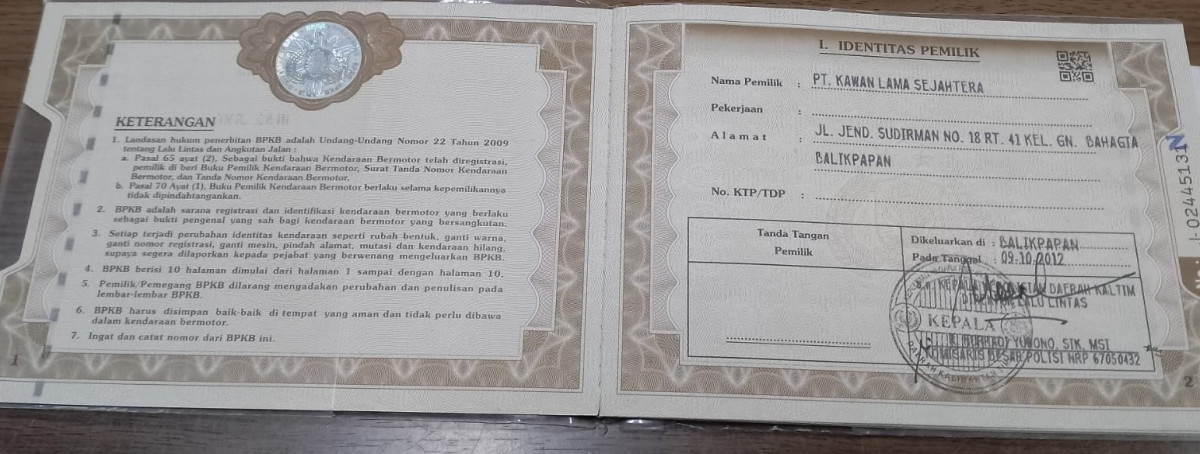 KETERANGAN
1. Landasan hukum penerbitan BPKB adalah Undang-Undang Nomor 22 Tahun 2009
tentang Lalu Lintas dan Angkutan Jalan :
a. Pasal 65 ayat (2), Sebagai bukti bahwa Kendaraan Bermotor telah diregistrasi,
pemilik di beri Buku Pemilik Kendaraan Bermotor, Surat Tanda Nomor Kendaraan
Bermotor, dan Tanda Nomor Kendaraan Bermotor.
b. Pasal 70 Ayat (1), Buku Pemilik Kendaraan Bermotor berlaku selama kepemilikannya
tidak dipindahtangankan.
2. BPKB adalah sarana registrasi dan identifikasi kendaraan bermotor yang berlaku
sebagai bukti pengenal yang sah bagi kendaraan bermotor yang bersangkutan.
3. Setiap terjadi perubahan identitas kendaraan seperti rubah bentuk, ganti warna,
ganti nomor registrasi, ganti mesin, pindah alamat, mutasi dan kendaraan hilang,
supaya segera dilaporkan kepada pejabat yang berwenang mengeluarkan BPKB.
4. BPKB berisi 10 halaman dimulai dari halaman 1 sampai dengan halaman 10.
5. Pemilik/Pemegang BPKB dilarang mengadakan perubahan dan penulisan pada
lembar-lembar BPKB.
6. BPKB harus disimpan baik-baik di tempat yang aman dan tidak perlu dibawa
dalam kendaraan bermotor.
7. Ingat dan catat nomor dari BPKB ini.
1
I. IDENTITAS PEMILIK
Nama Pemilik : PT. KAWAN LAMA SEJAHTERA
Pekerjaan :
Alamat : JL. JEND. SUDIRMAN NO. 18 RT. 41 KEL. GN. BAHAGIA
BALIKPAPAN
No. KTP/TDP :
Tanda Tangan
Pemilik
Dikeluarkan di : BALIKPAPAN
Pada Tanggal : 09-10-2012
KEPALA DAERAH KALTIM
LALU LINTAS
KEPALA
YUWONO, SIK, MSI
KOMISARIS BESAR POLISI NRP 67050432
2
N
02445131